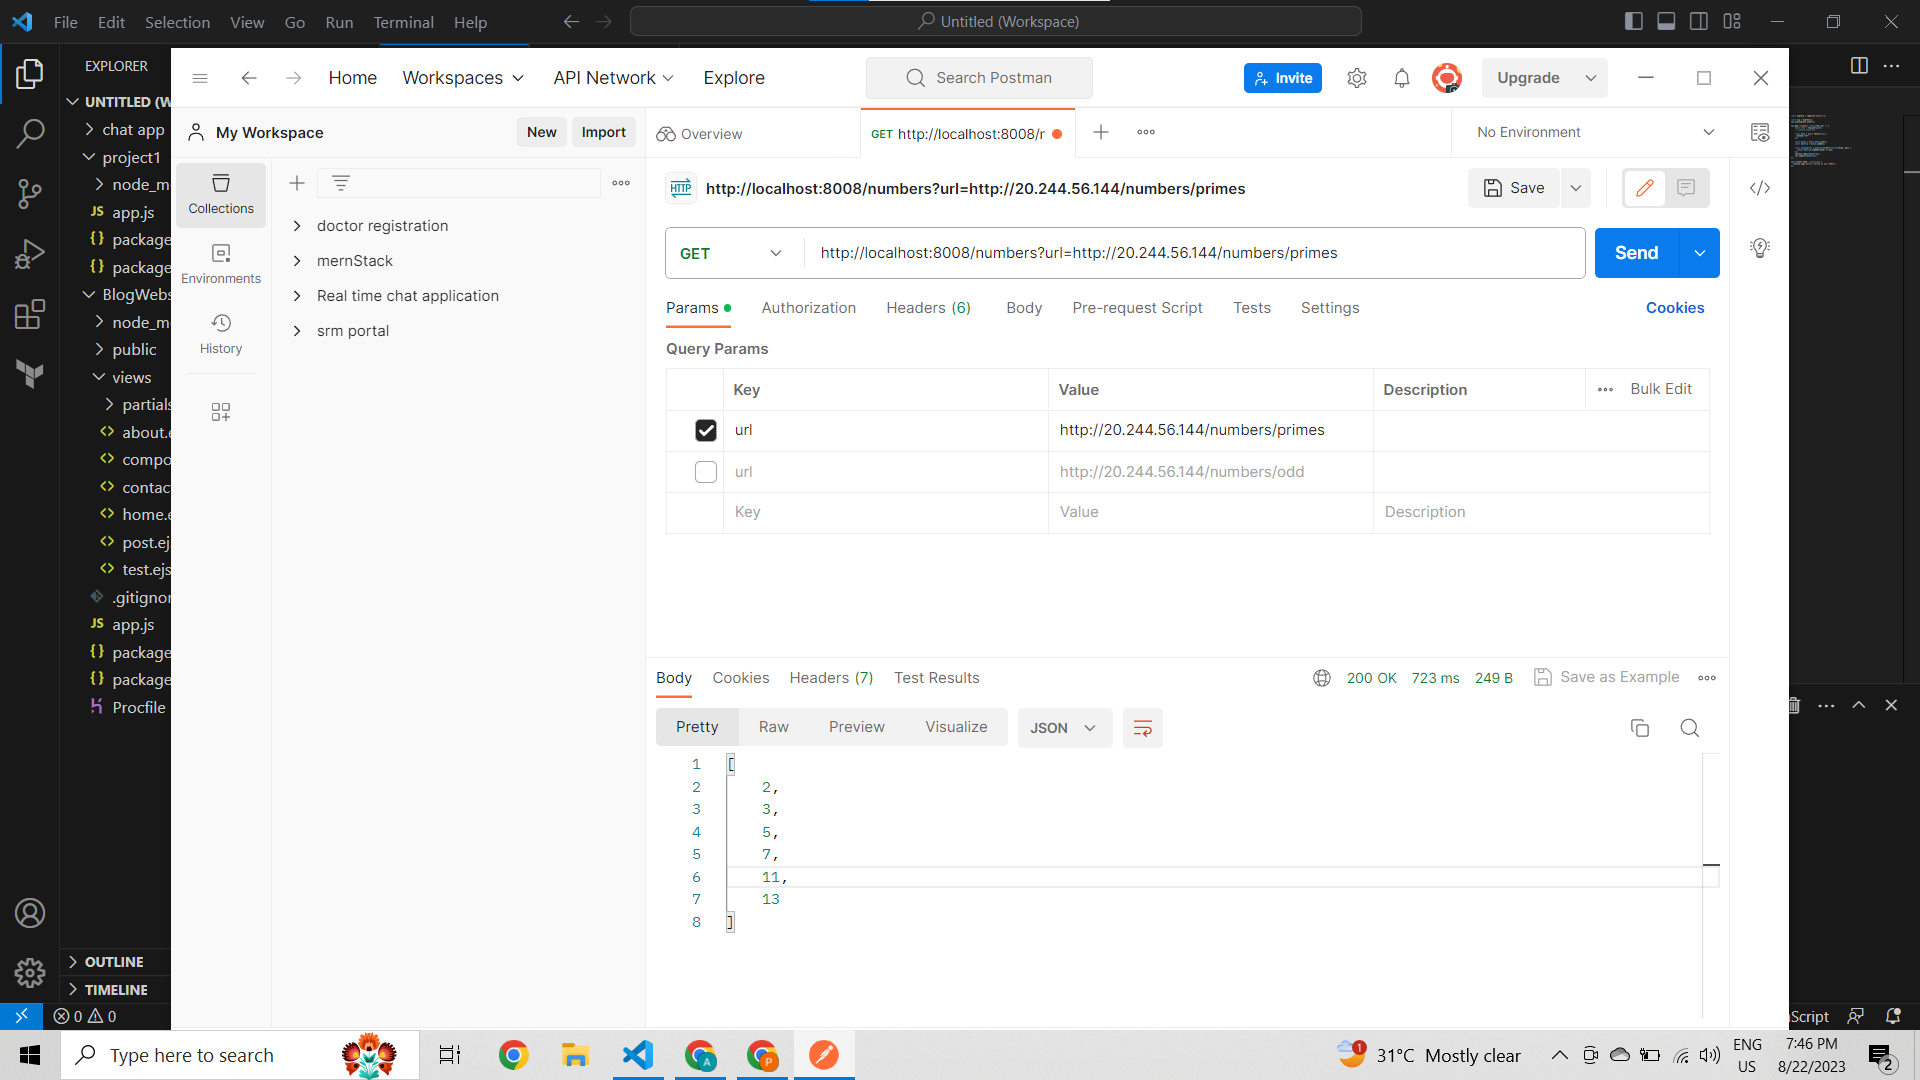 File Edit Selection View Go Run Terminal Help
Untitled (Workspace)
EXPLORER
UNTITLED (W
chat app
project1
node_m
JS app.js
{} package
{} package
BlogWebs
node_m
public
views
partials
<> about.e
<> compo
<> contac
<> home.e
<> post.ej
<> test.ejs
.gitignor
JS app.js
{} package
{} package
Procfile
OUTLINE
TIMELINE
0 0
Home Workspaces API Network Explore
Search Postman
Invite
Upgrade
My Workspace
New Import
Overview
GET http://localhost:8008/r
No Environment
Collections
Environments
History
doctor registration
mernStack
Real time chat application
srm portal
HTTP http://localhost:8008/numbers?url=http://20.244.56.144/numbers/primes
Save
GET http://localhost:8008/numbers?url=http://20.244.56.144/numbers/primes
Send
Params Authorization Headers (6) Body Pre-request Script Tests Settings
Cookies
Query Params
Key Value Description Bulk Edit
url http://20.244.56.144/numbers/primes
url http://20.244.56.144/numbers/odd
Key Value Description
Body Cookies Headers (7) Test Results
200 OK 723 ms 249 B Save as Example
Pretty Raw Preview Visualize JSON
1 [
2 2,
3 3,
4 5,
5 7,
6 11,
7 13
8 ]
Script
Type here to search
A
P
1
31°C Mostly clear
ENG
US
7:46 PM
8/22/2023
2